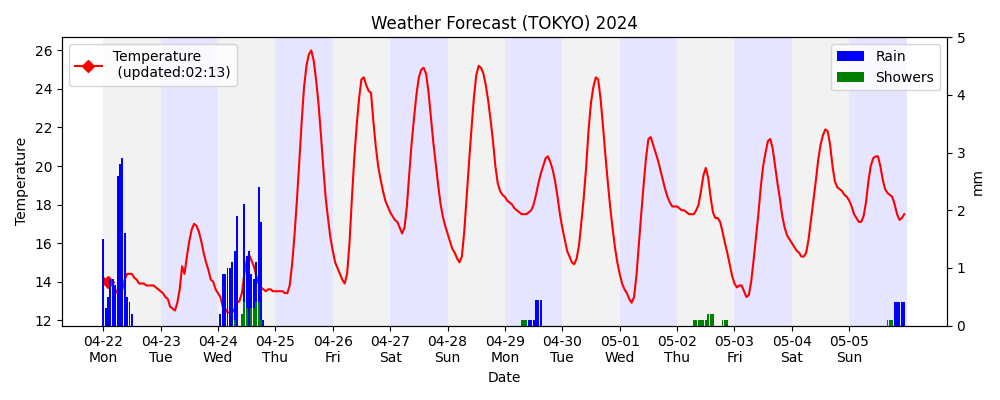 Weather Forecast (TOKYO) 2024
Temperature
(updated:02:13)
Rain
Showers
Temperature
26
24
22
20
18
16
14
12
5
4
3
2
1
0
mm
04-22 04-23 04-24 04-25 04-26 04-27 04-28 04-29 04-30 05-01 05-02 05-03 05-04 05-05
Mon Tue Wed Thu Fri Sat Sun Mon Tue Wed Thu Fri Sat Sun
Date